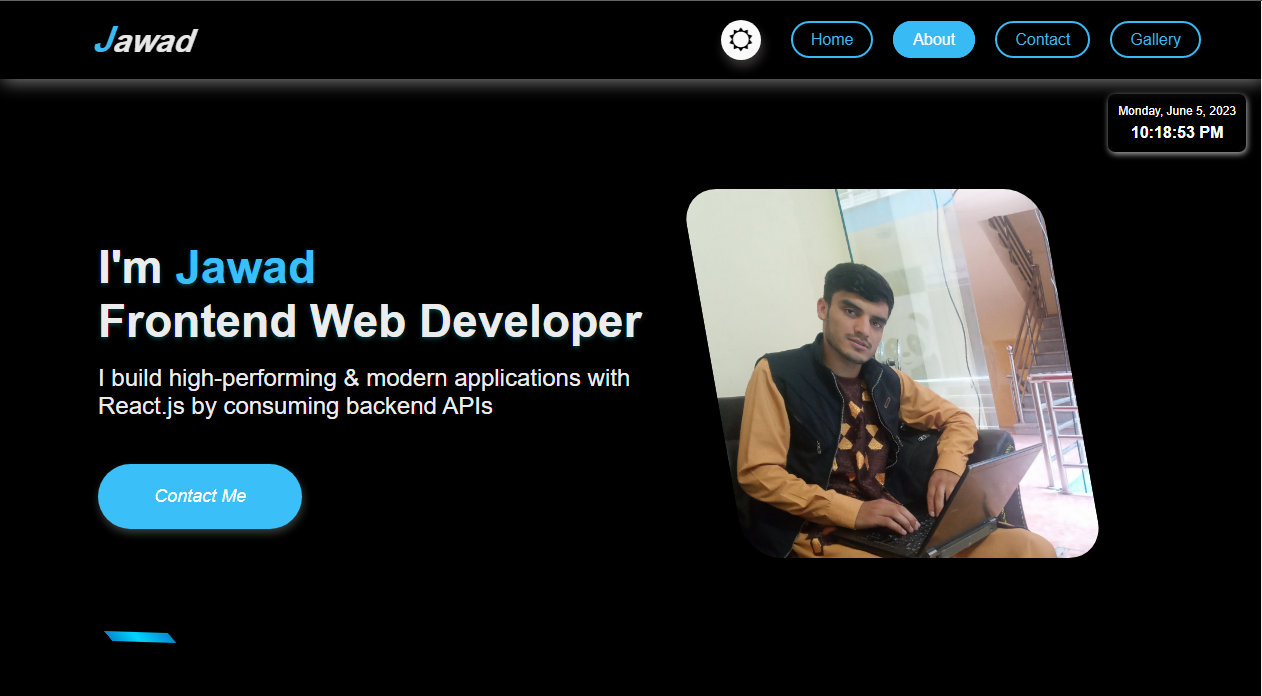 Jawad
Home
About
Contact
Gallery
Monday, June 5, 2023
10:18:53 PM
I'm Jawad
Frontend Web Developer
I build high-performing & modern applications with
React.js by consuming backend APIs
Contact Me